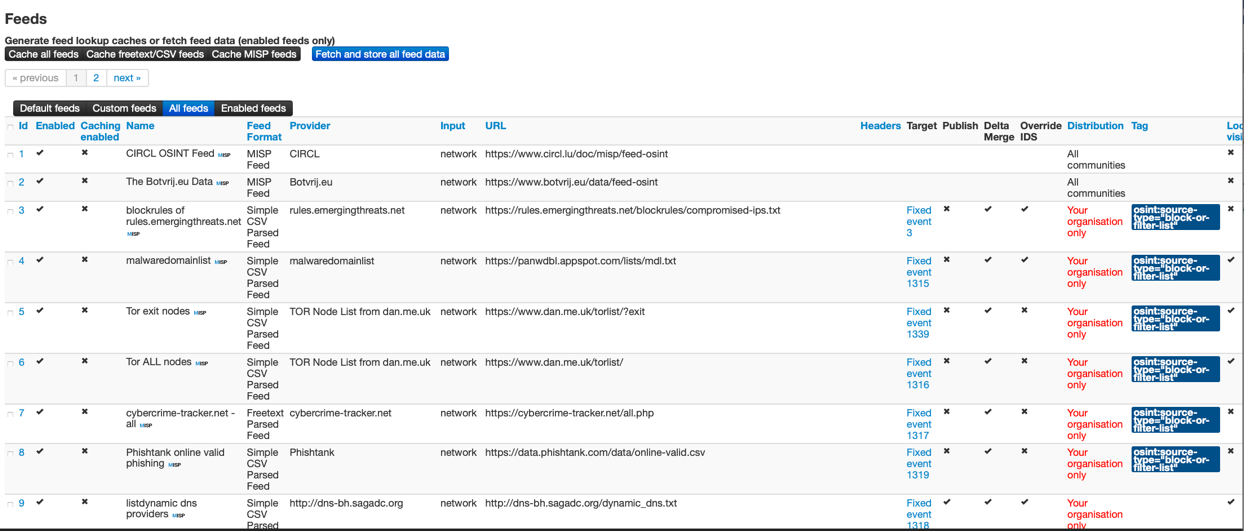 Feeds
Generate feed lookup caches or fetch feed data (enabled feeds only)
Cache all feeds Cache freetext/CSV feeds Cache MISP feeds Fetch and store all feed data
« previous 1 2 next »
Default feeds Custom feeds All feeds Enabled feeds
Id Enabled Caching enabled Name Feed Format Provider Input URL Headers Target Publish Delta Merge Override IDS Distribution Tag
1 ✔ ✖ CIRCL OSINT Feed MISP MISP Feed CIRCL network https://www.circl.lu/doc/misp/feed-osint All communities ✖
2 ✔ ✖ The Botvrij.eu Data MISP MISP Feed Botvrij.eu network https://www.botvrij.eu/data/feed-osint All communities ✖
3 ✔ ✖ blockrules of rules.emergingthreats.net MISP Simple CSV Parsed Feed rules.emergingthreats.net network https://rules.emergingthreats.net/blockrules/compromised-ips.txt Fixed event 3 ✖ ✔ ✔ Your organisation only osint:source-type="block-or-filter-list" ✖
4 ✔ ✖ malwaredomainlist MISP Simple CSV Parsed Feed malwaredomainlist network https://panwdbl.appspot.com/lists/mdl.txt Fixed event 1315 ✖ ✔ ✔ Your organisation only osint:source-type="block-or-filter-list" ✔
5 ✔ ✖ Tor exit nodes MISP Simple CSV Parsed Feed TOR Node List from dan.me.uk network https://www.dan.me.uk/torlist/?exit Fixed event 1339 ✖ ✔ ✖ Your organisation only osint:source-type="block-or-filter-list" ✔
6 ✔ ✖ Tor ALL nodes MISP Simple CSV Parsed Feed TOR Node List from dan.me.uk network https://www.dan.me.uk/torlist/ Fixed event 1316 ✖ ✔ ✖ Your organisation only osint:source-type="block-or-filter-list" ✔
7 ✔ ✖ cybercrime-tracker.net - all MISP Freetext Parsed Feed cybercrime-tracker.net network https://cybercrime-tracker.net/all.php Fixed event 1317 ✖ ✔ ✖ Your organisation only osint:source-type="block-or-filter-list" ✖
8 ✔ ✖ Phishtank online valid phishing MISP Simple CSV Parsed Feed Phishtank network https://data.phishtank.com/data/online-valid.csv Fixed event 1319 ✖ ✔ ✔ Your organisation only osint:source-type="block-or-filter-list" ✖
9 ✔ ✖ listdynamic dns providers MISP Simple CSV Parsed http://dns-bh.sagadc.org network http://dns-bh.sagadc.org/dynamic_dns.txt Fixed event 1318 ✔ ✔ ✔ Your organisation only ✔